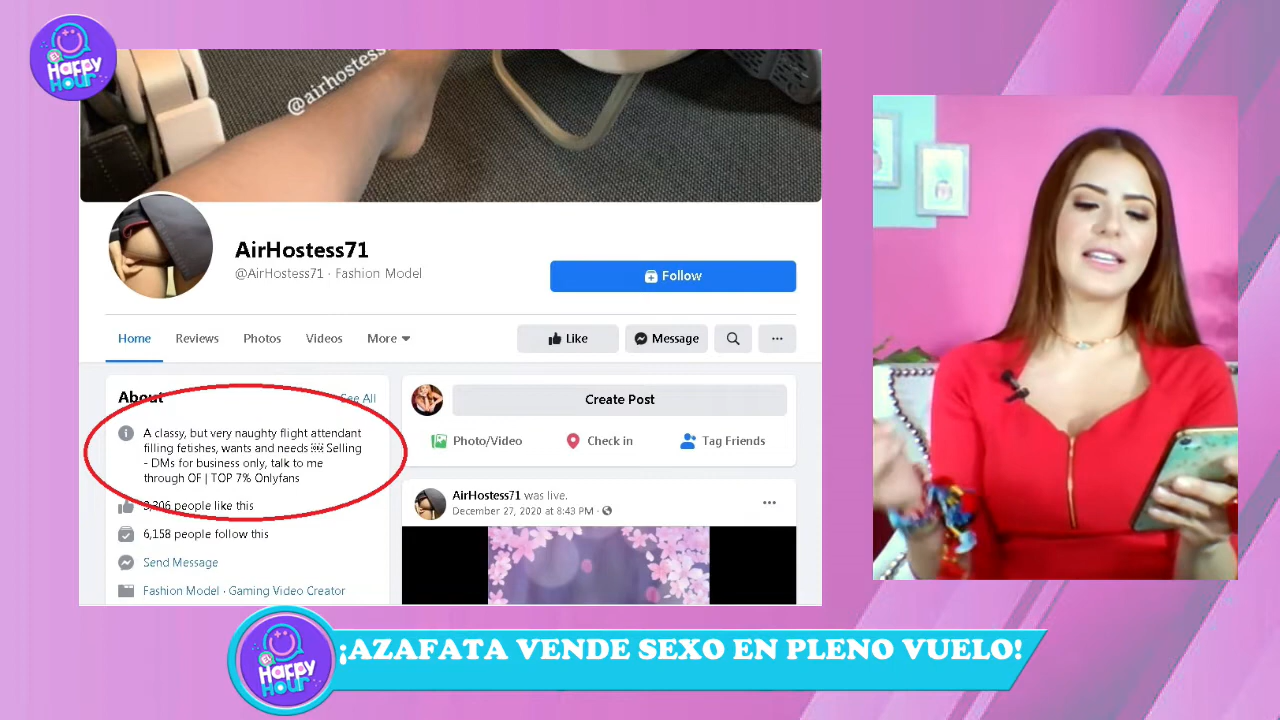 El
Happy
Hour
@airhostess
AirHostess71
@AirHostess71 · Fashion Model
Follow
Home Reviews Photos Videos More
Like Message ...
About See All
A classy, but very naughty flight attendant
filling fetishes, wants and needs Selling
- DMs for business only, talk to me
through OF | TOP 7% Onlyfans
3,306 people like this
6,158 people follow this
Send Message
Fashion Model · Gaming Video Creator
Create Post
Photo/Video Check in Tag Friends
AirHostess71 was live.
December 27, 2020 at 8:43 PM ·
El
Happy
Hour
¡AZAFATA VENDE SEXO EN PLENO VUELO!